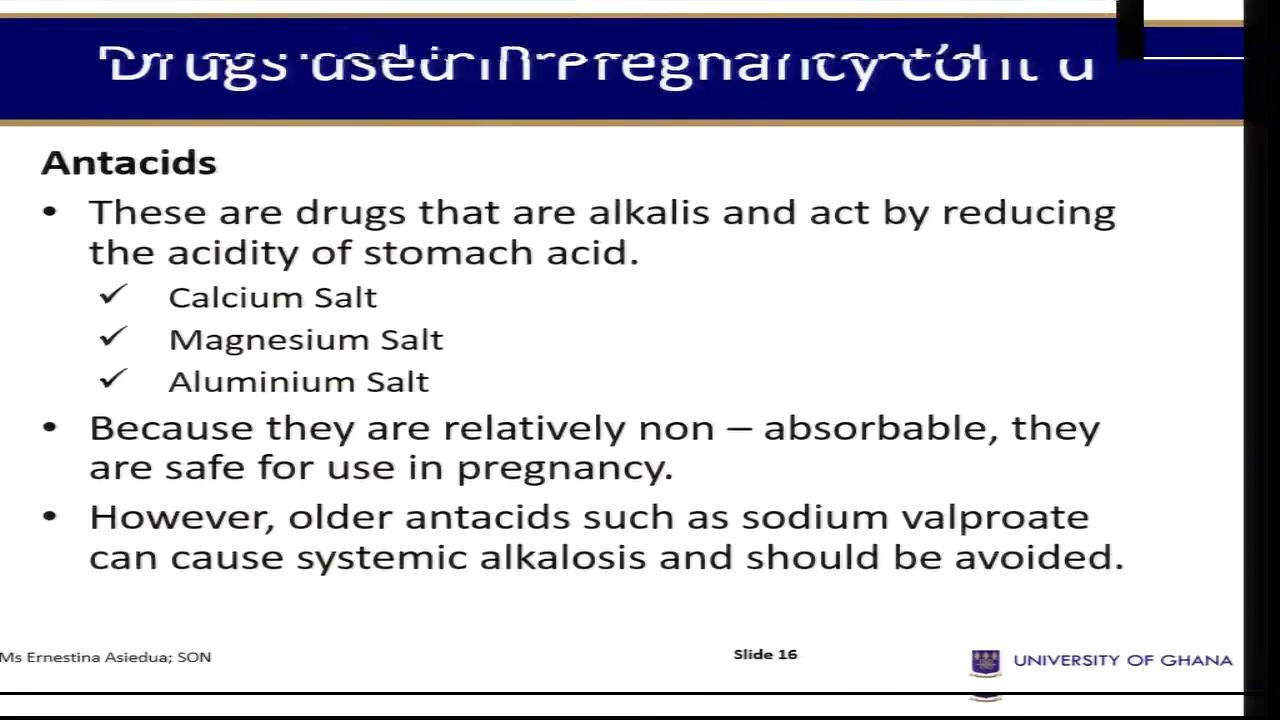 Drugs used in Pregnancy cont'd
Antacids
• These are drugs that are alkalis and act by reducing
the acidity of stomach acid.
✓ Calcium Salt
✓ Magnesium Salt
✓ Aluminium Salt
• Because they are relatively non – absorbable, they
are safe for use in pregnancy.
• However, older antacids such as sodium valproate
can cause systemic alkalosis and should be avoided.
Ms Ernestina Asiedua; SON
Slide 16
UNIVERSITY OF GHANA